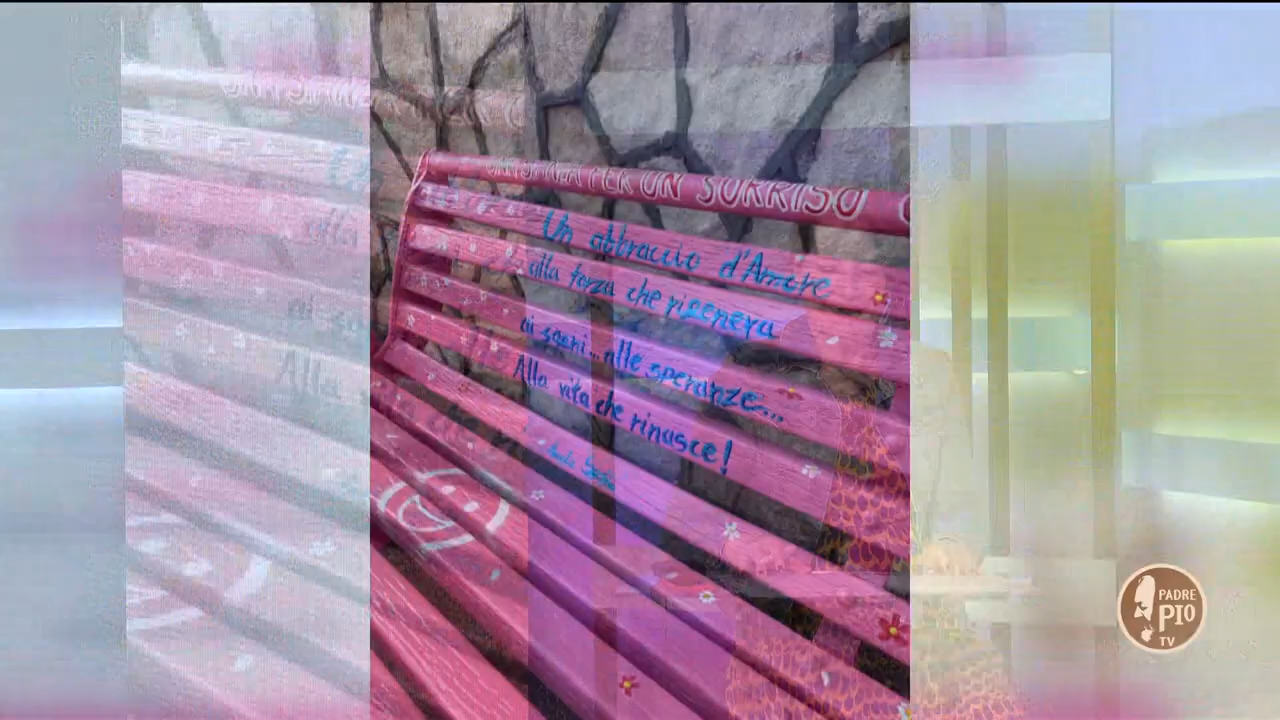 PER UN SORRISO
Un abbraccio d'Amore
alla forza che rigenera
ai sogni... alle speranze...
Alla vita che rinasce!
PADRE
PIO
TV